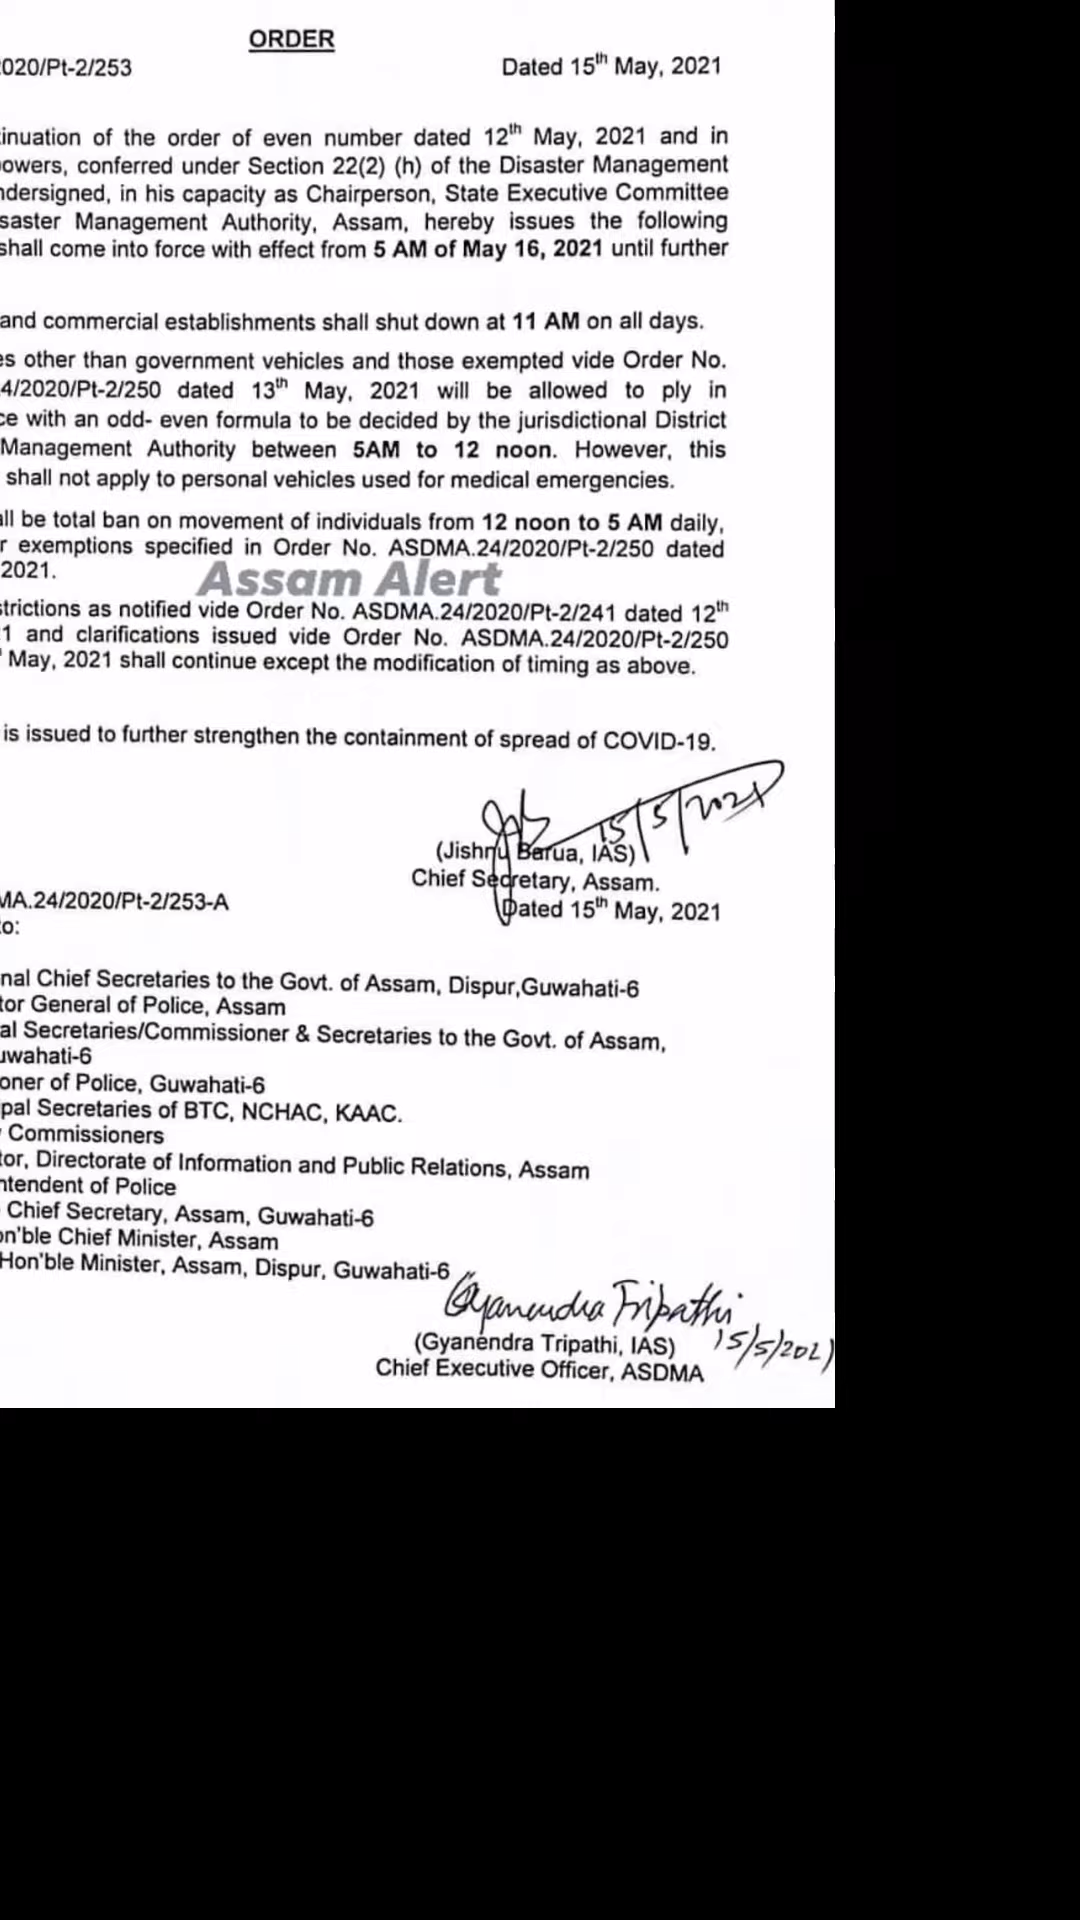 ORDER
020/Pt-2/253 Dated 15th May, 2021
inuation of the order of even number dated 12th May, 2021 and in
owers, conferred under Section 22(2) (h) of the Disaster Management
ndersigned, in his capacity as Chairperson, State Executive Committee
saster Management Authority, Assam, hereby issues the following
shall come into force with effect from 5 AM of May 16, 2021 until further
and commercial establishments shall shut down at 11 AM on all days.
es other than government vehicles and those exempted vide Order No.
4/2020/Pt-2/250 dated 13th May, 2021 will be allowed to ply in
ce with an odd- even formula to be decided by the jurisdictional District
Management Authority between 5AM to 12 noon. However, this
shall not apply to personal vehicles used for medical emergencies.
all be total ban on movement of individuals from 12 noon to 5 AM daily,
r exemptions specified in Order No. ASDMA.24/2020/Pt-2/250 dated
2021.
Assam Alert
strictions as notified vide Order No. ASDMA.24/2020/Pt-2/241 dated 12th
1 and clarifications issued vide Order No. ASDMA.24/2020/Pt-2/250
May, 2021 shall continue except the modification of timing as above.
is issued to further strengthen the containment of spread of COVID-19.
15/5/2021
(Jishnu Barua, IAS)
Chief Secretary, Assam.
MA.24/2020/Pt-2/253-A Dated 15th May, 2021
to:
nal Chief Secretaries to the Govt. of Assam, Dispur,Guwahati-6
tor General of Police, Assam
al Secretaries/Commissioner & Secretaries to the Govt. of Assam,
uwahati-6
oner of Police, Guwahati-6
pal Secretaries of BTC, NCHAC, KAAC.
Commissioners
tor, Directorate of Information and Public Relations, Assam
ntendent of Police
Chief Secretary, Assam, Guwahati-6
on'ble Chief Minister, Assam
Hon'ble Minister, Assam, Dispur, Guwahati-6
Gyanendra Tripathi
(Gyanendra Tripathi, IAS) 15/5/2021
Chief Executive Officer, ASDMA